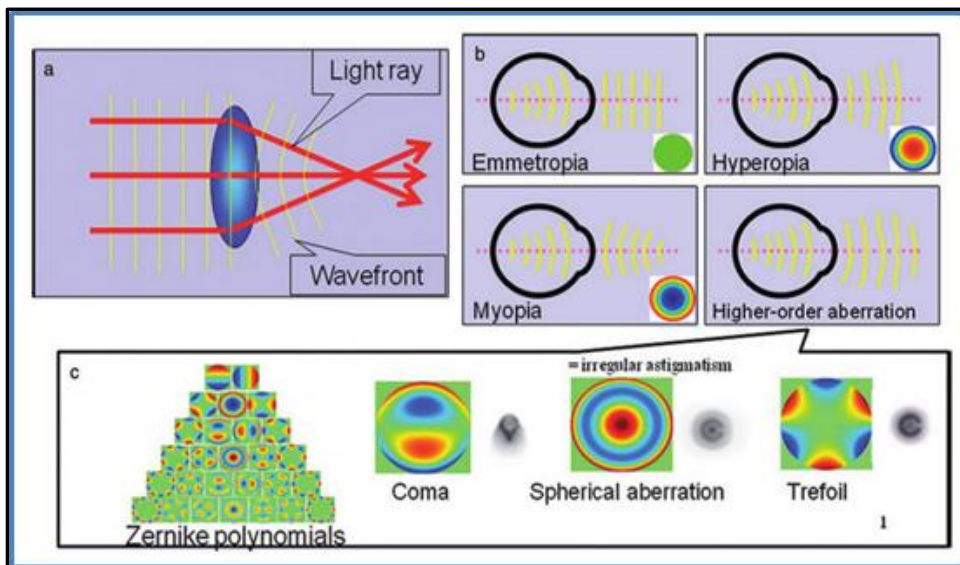 a
Light ray
Wavefront
b
Emmetropia
Hyperopia
Myopia
Higher-order aberration
c
= irregular astigmatism
Zernike polynomials
Coma
Spherical aberration
Trefoil
1